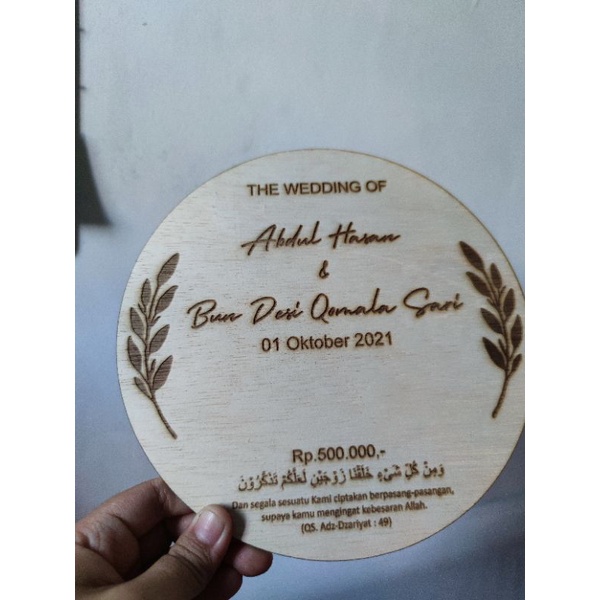 THE WEDDING OF
Abdul Hasan
&
Bun Desi Qomala Sari
01 Oktober 2021
Rp.500.000,-
وَمِنْ كُلِّ شَيْءٍ خَلَقْنَا زَوْجَيْنِ لَعَلَّكُمْ تَذَكَّرُوْنَ
Dan segala sesuatu Kami ciptakan berpasang-pasangan,
supaya kamu mengingat kebesaran Allah.
(QS. Adz-Dzariyat : 49)